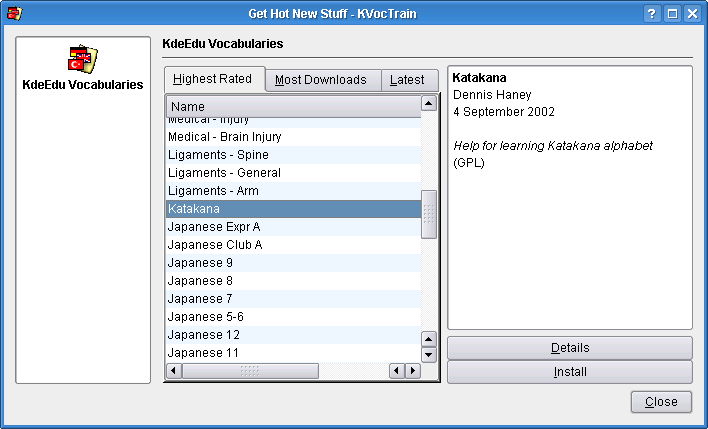 Get Hot New Stuff - KVocTrain
KdeEdu Vocabularies
KdeEdu Vocabularies
Highest Rated
Most Downloads
Latest
Name
Medical - Injury
Medical - Brain Injury
Ligaments - Spine
Ligaments - General
Ligaments - Arm
Katakana
Japanese Expr A
Japanese Club A
Japanese 9
Japanese 8
Japanese 7
Japanese 5-6
Japanese 12
Japanese 11
Katakana
Dennis Haney
4 September 2002
Help for learning Katakana alphabet
(GPL)
Details
Install
Close